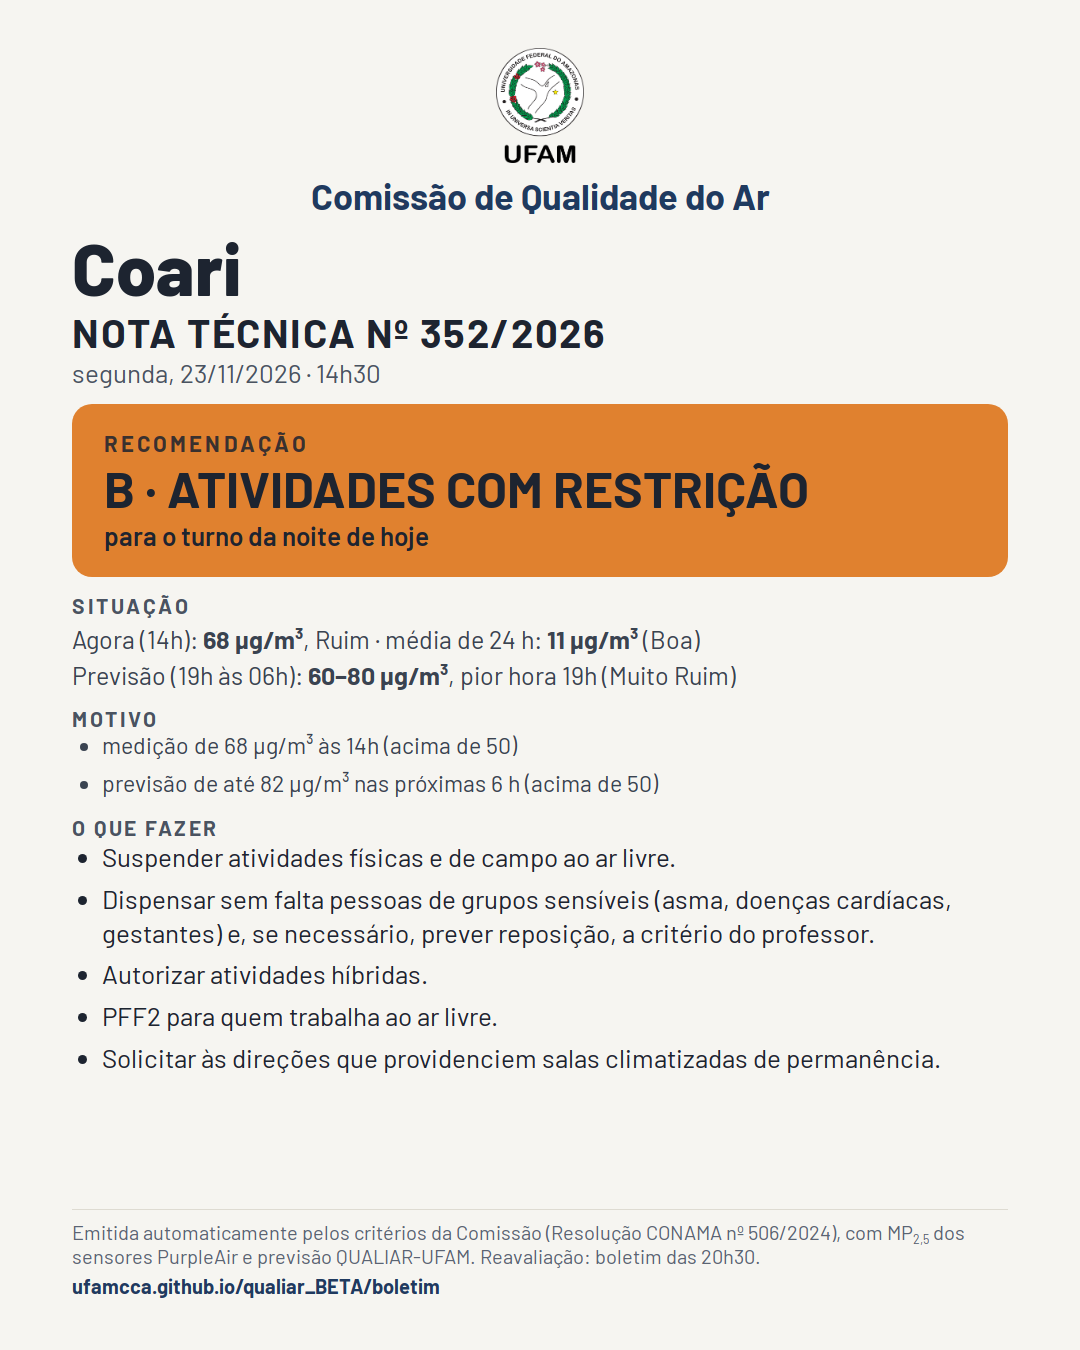 UNIVERSIDADE FEDERAL DO AMAZONAS
IN UNIVERSA SCIENTIA VERITAS
UFAM
Comissão de Qualidade do Ar
Coari
NOTA TÉCNICA Nº 352/2026
segunda, 23/11/2026 · 14h30
RECOMENDAÇÃO
B · ATIVIDADES COM RESTRIÇÃO
para o turno da noite de hoje
SITUAÇÃO
Agora (14h): 68 µg/m³, Ruim · média de 24 h: 11 µg/m³ (Boa)
Previsão (19h às 06h): 60–80 µg/m³, pior hora 19h (Muito Ruim)
MOTIVO
• medição de 68 µg/m³ às 14h (acima de 50)
• previsão de até 82 µg/m³ nas próximas 6 h (acima de 50)
O QUE FAZER
• Suspender atividades físicas e de campo ao ar livre.
• Dispensar sem falta pessoas de grupos sensíveis (asma, doenças cardíacas,
gestantes) e, se necessário, prever reposição, a critério do professor.
• Autorizar atividades híbridas.
• PFF2 para quem trabalha ao ar livre.
• Solicitar às direções que providenciem salas climatizadas de permanência.
Emitida automaticamente pelos critérios da Comissão (Resolução CONAMA nº 506/2024), com MP2,5 dos
sensores PurpleAir e previsão QUALIAR-UFAM. Reavaliação: boletim das 20h30.
ufamcca.github.io/qualiar_BETA/boletim